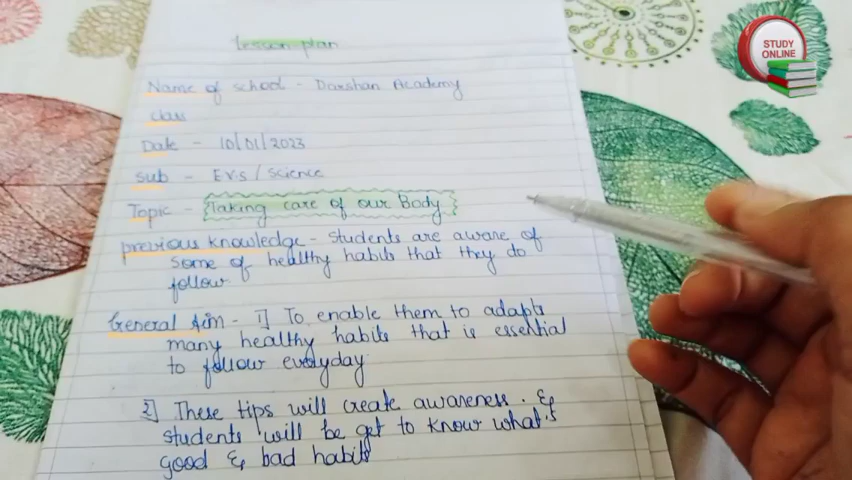 STUDY
ONLINE
Lesson plan
Name of school - Darshan Academy
class
Date - 10/01/2023
Sub - EVS / Science
Topic - Taking care of our Body
previous knowledge - students are aware of
some of healthy habits that they do
follow.
General Aim - 1] To enable them to adapts
many healthy habits that is essential
to follow everyday
2] These tips will create awareness. &
students will be get to know what's
good & bad habits